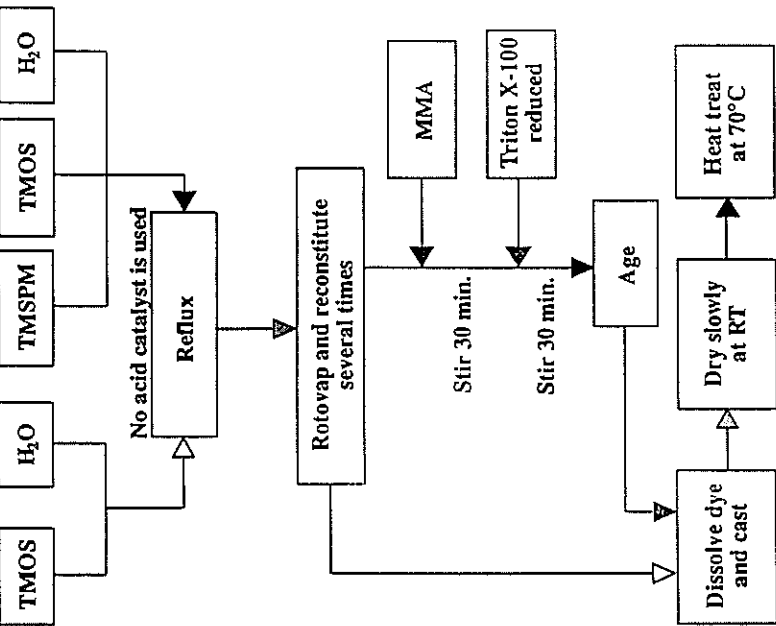 TMOS
H₂O
TMSPM
TMOS
H₂O
No acid catalyst is used
Reflux
Rotovap and reconstitute
several times
MMA
Stir 30 min.
Triton X-100
reduced
Stir 30 min.
Age
Dissolve dye
and cast
Dry slowly
at RT
Heat treat
at 70°C